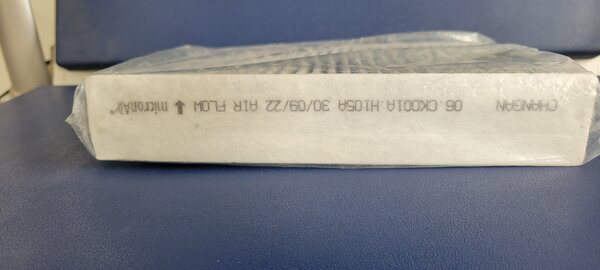 CHANGAN 06 CK001A.H105A 30/09/22 AIR FLOW ↑ micronAir®